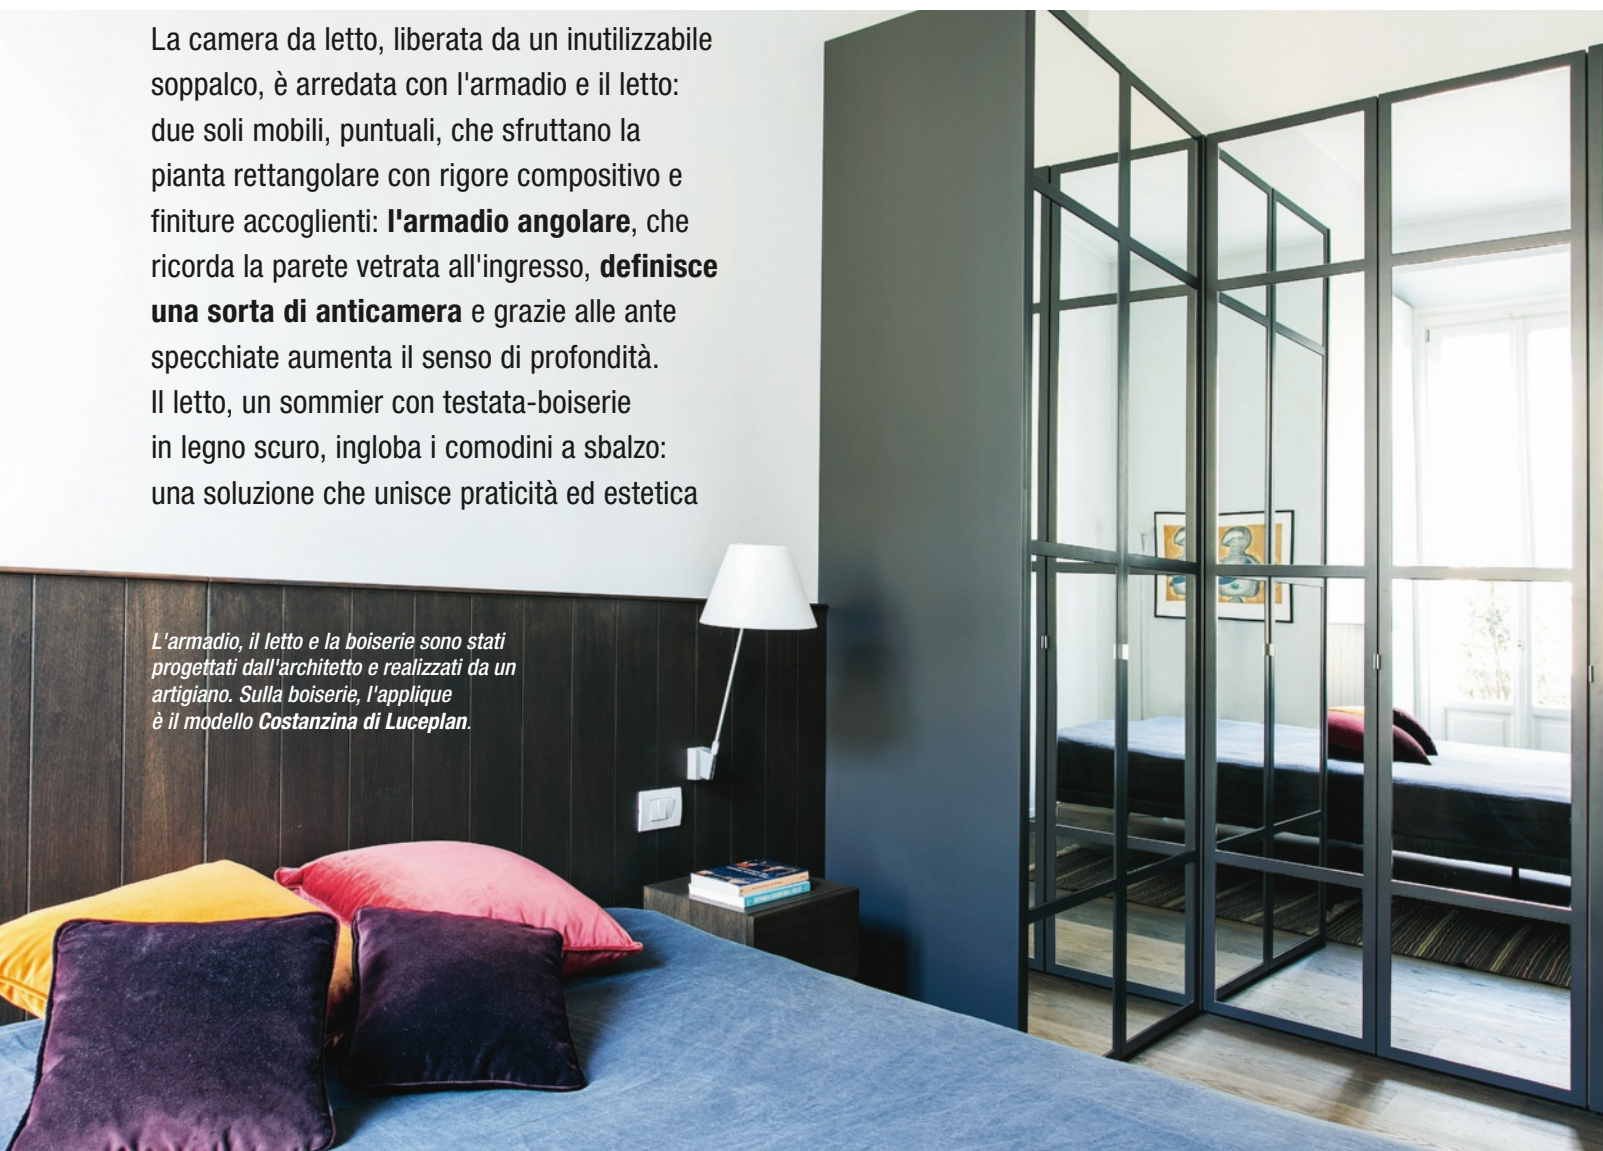 La camera da letto, liberata da un inutilizzabile
soppalco, è arredata con l'armadio e il letto:
due soli mobili, puntuali, che sfruttano la
pianta rettangolare con rigore compositivo e
finiture accoglienti: l'armadio angolare, che
ricorda la parete vetrata all'ingresso, definisce
una sorta di anticamera e grazie alle ante
specchiate aumenta il senso di profondità.
Il letto, un sommier con testata-boiserie
in legno scuro, ingloba i comodini a sbalzo:
una soluzione che unisce praticità ed estetica
L'armadio, il letto e la boiserie sono stati
progettati dall'architetto e realizzati da un
artigiano. Sulla boiserie, l'applique
è il modello Costanzina di Luceplan.